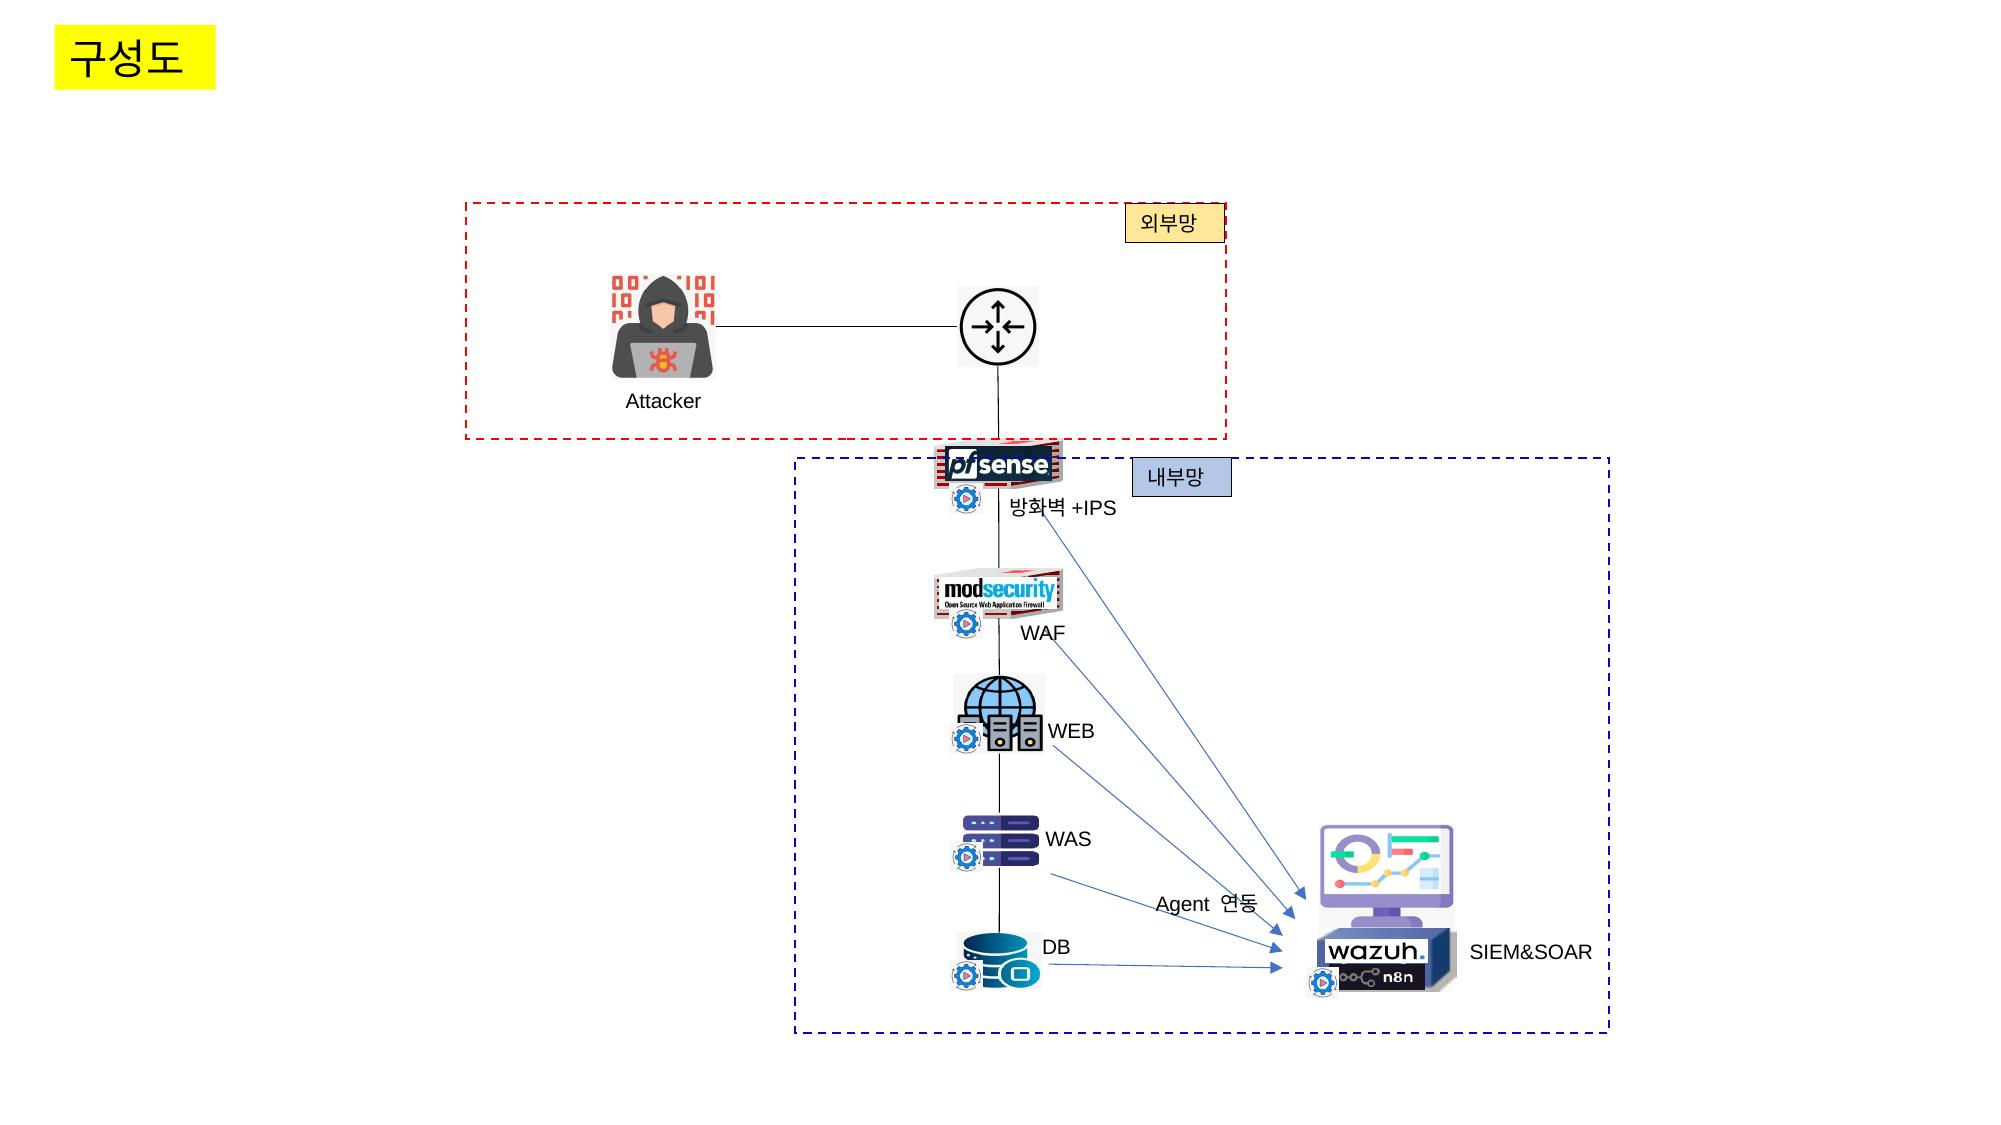 구성도
외부망
Attacker
pfsense
내부망
방화벽 +IPS
modsecurity
Open Source Web Application Firewall
WAF
WEB
WAS
Agent 연동
DB
wazuh.
n8n
SIEM&SOAR